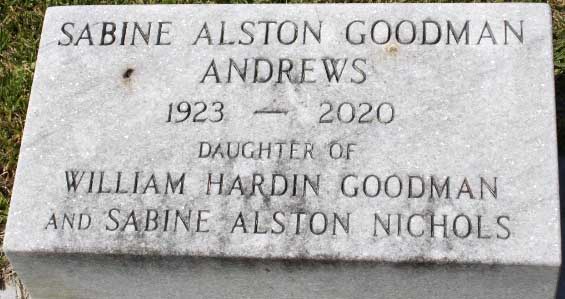 SABINE ALSTON GOODMAN
ANDREWS
1923 — 2020
DAUGHTER OF
WILLIAM HARDIN GOODMAN
AND SABINE ALSTON NICHOLS